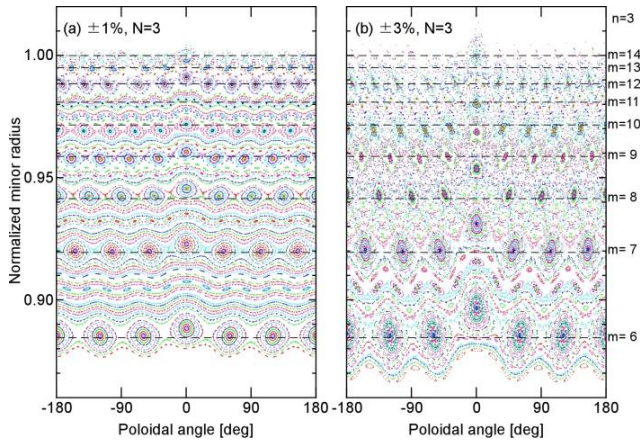 (a) ±1%, N=3
(b) ±3%, N=3
n=3
1.00
0.95
0.90
Normalized minor radius
m=14
m=13
m=12
m=11
m=10
m= 9
m= 8
m= 7
m= 6
-180 -90 0 90 180
-180 -90 0 90 180
Poloidal angle [deg]
Poloidal angle [deg]